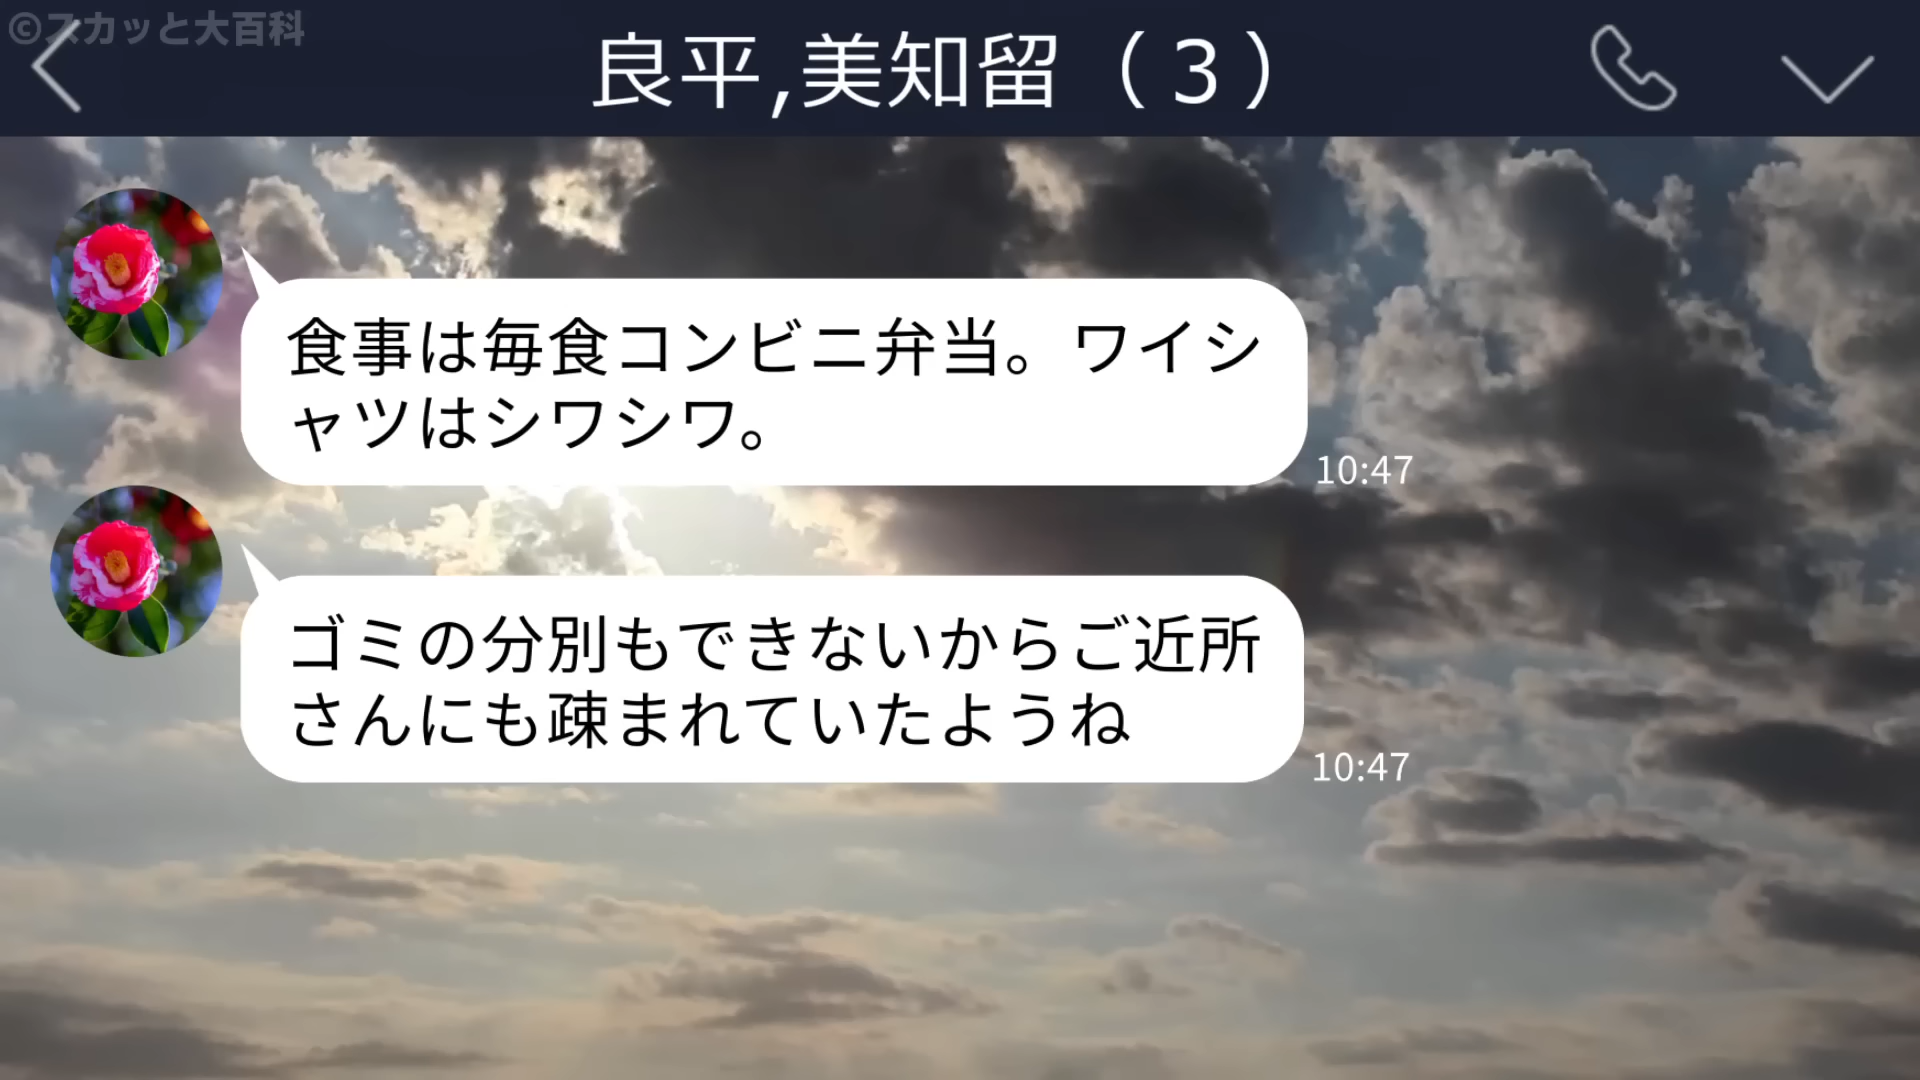 ©スカッと大百科
良平,美知留（3）
食事は毎食コンビニ弁当。ワイシ
ャツはシワシワ。
10:47
ゴミの分別もできないからご近所
さんにも疎まれていたようね
10:47